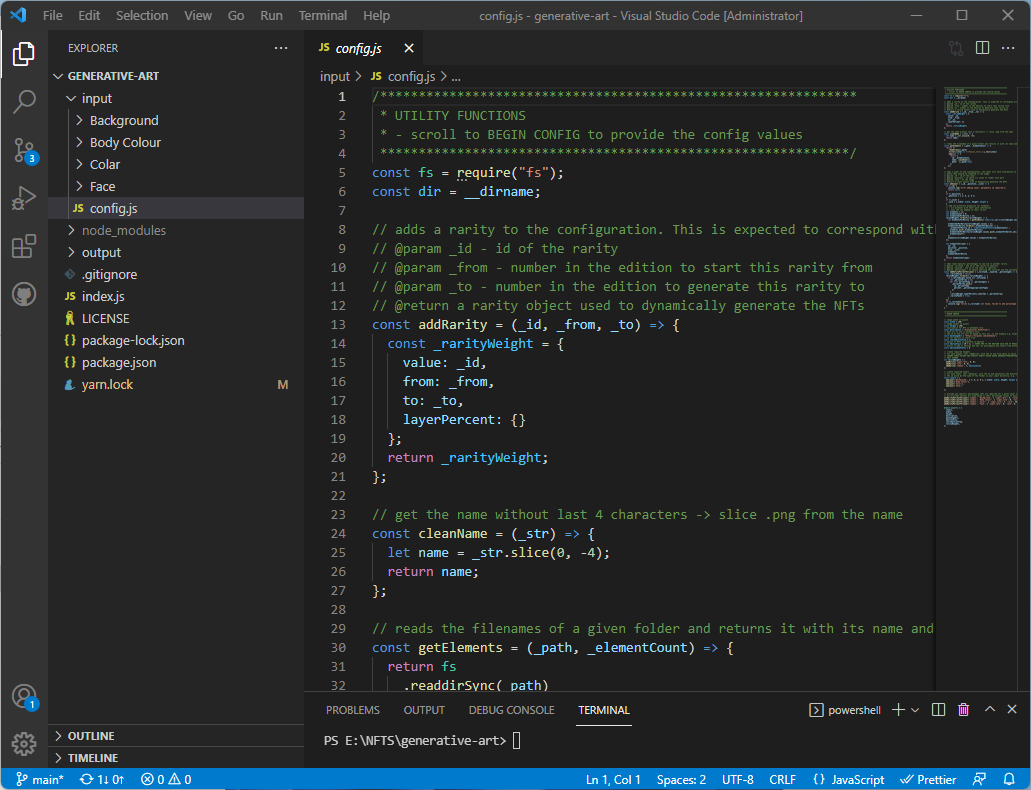 File Edit Selection View Go Run Terminal Help config.js - generative-art - Visual Studio Code [Administrator]
EXPLORER
GENERATIVE-ART
input
Background
Body Colour
Colar
Face
JS config.js
node_modules
output
.gitignore
JS index.js
LICENSE
{} package-lock.json
{} package.json
yarn.lock M
OUTLINE
TIMELINE
3
1
JS config.js
input > JS config.js > ...
1 /**************************************************************
2 * UTILITY FUNCTIONS
3 * - scroll to BEGIN CONFIG to provide the config values
4 *************************************************************/
5 const fs = require("fs");
6 const dir = __dirname;
7
8 // adds a rarity to the configuration. This is expected to correspond wit
9 // @param _id - id of the rarity
10 // @param _from - number in the edition to start this rarity from
11 // @param _to - number in the edition to generate this rarity to
12 // @return a rarity object used to dynamically generate the NFTs
13 const addRarity = (_id, _from, _to) => {
14 const _rarityWeight = {
15 value: _id,
16 from: _from,
17 to: _to,
18 layerPercent: {}
19 };
20 return _rarityWeight;
21 };
22
23 // get the name without last 4 characters -> slice .png from the name
24 const cleanName = (_str) => {
25 let name = _str.slice(0, -4);
26 return name;
27 };
28
29 // reads the filenames of a given folder and returns it with its name and
30 const getElements = (_path, _elementCount) => {
31 return fs
32 .readdirSync(_path)
PROBLEMS OUTPUT DEBUG CONSOLE TERMINAL powershell
PS E:\NFTS\generative-art>
main* 1↓ 0↑ 0 0 Ln 1, Col 1 Spaces: 2 UTF-8 CRLF {} JavaScript Prettier